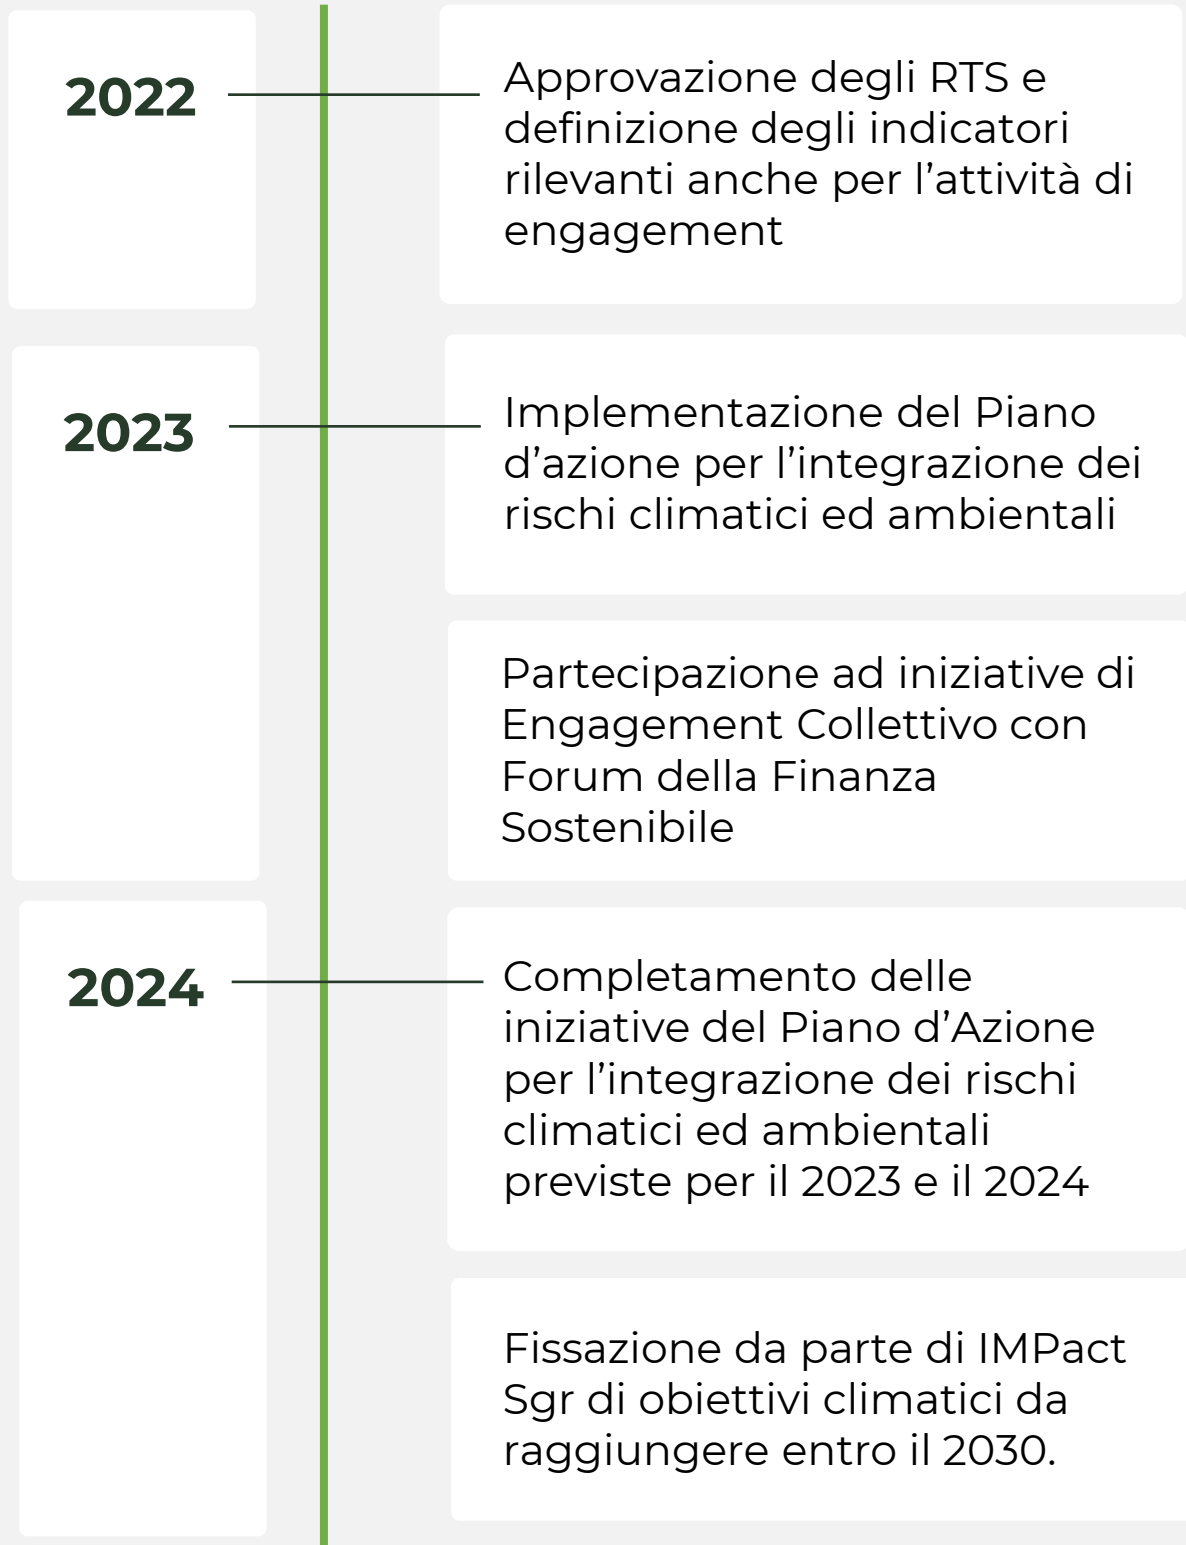 2022
Approvazione degli RTS e
definizione degli indicatori
rilevanti anche per l’attività di
engagement
2023
Implementazione del Piano
d’azione per l’integrazione dei
rischi climatici ed ambientali
Partecipazione ad iniziative di
Engagement Collettivo con
Forum della Finanza
Sostenibile
2024
Completamento delle
iniziative del Piano d’Azione
per l’integrazione dei rischi
climatici ed ambientali
previste per il 2023 e il 2024
Fissazione da parte di IMPact
Sgr di obiettivi climatici da
raggiungere entro il 2030.